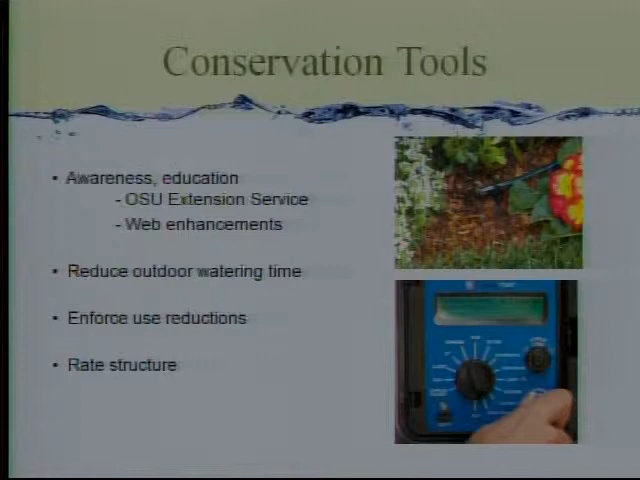 Conservation Tools
• Awareness, education
- OSU Extension Service
- Web enhancements
• Reduce outdoor watering time
• Enforce use reductions
• Rate structure